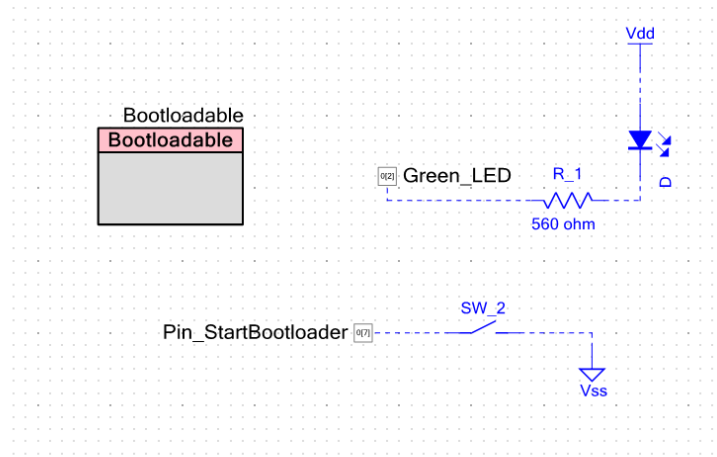 Vdd
Bootloadable
Bootloadable
0[2] Green_LED
R_1
D
560 ohm
SW_2
Pin_StartBootloader 0[7]
Vss